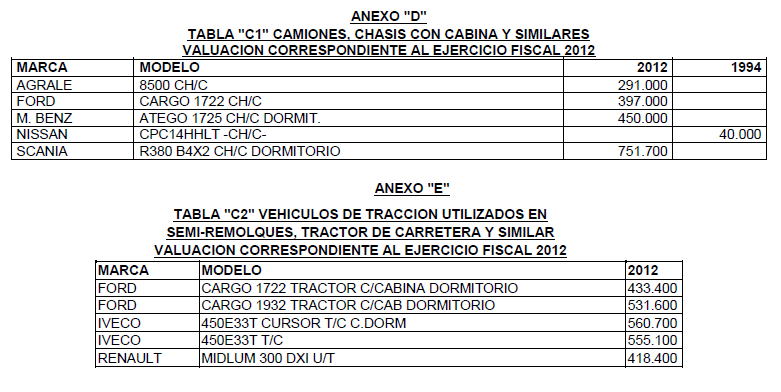 ANEXO "D"
TABLA "C1" CAMIONES, CHASIS CON CABINA Y SIMILARES
VALUACION CORRESPONDIENTE AL EJERCICIO FISCAL 2012
MARCA MODELO 2012 1994
AGRALE 8500 CH/C 291.000
FORD CARGO 1722 CH/C 397.000
M. BENZ ATEGO 1725 CH/C DORMIT. 450.000
NISSAN CPC14HHLT -CH/C- 40.000
SCANIA R380 B4X2 CH/C DORMITORIO 751.700
ANEXO "E"
TABLA "C2" VEHICULOS DE TRACCION UTILIZADOS EN
SEMI-REMOLQUES, TRACTOR DE CARRETERA Y SIMILAR
VALUACION CORRESPONDIENTE AL EJERCICIO FISCAL 2012
MARCA MODELO 2012
FORD CARGO 1722 TRACTOR C/CABINA DORMITORIO 433.400
FORD CARGO 1932 TRACTOR C/CAB DORMITORIO 531.600
IVECO 450E33T CURSOR T/C C.DORM 560.700
IVECO 450E33T T/C 555.100
RENAULT MIDLUM 300 DXI U/T 418.400